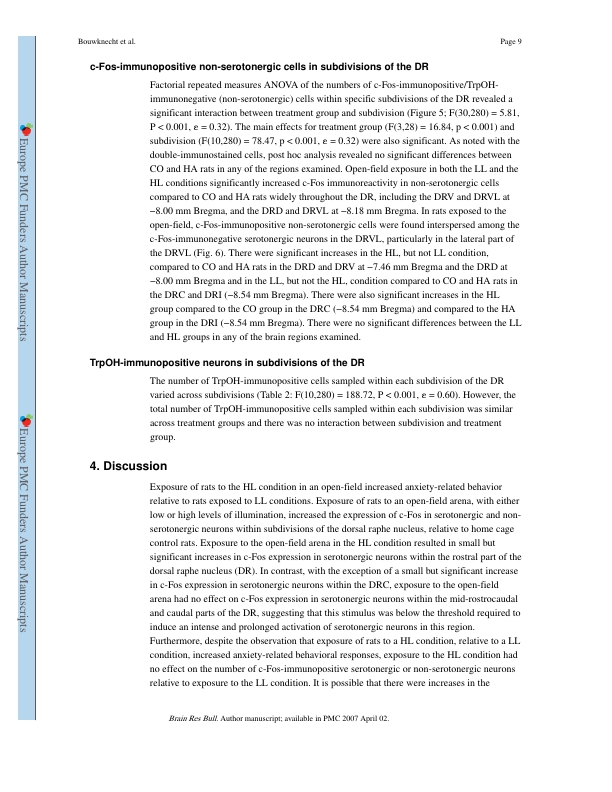 Bouwknecht et al.
Page 9
c-Fos-immunopositive non-serotonergic cells in subdivisions of the DR
Factorial repeated measures ANOVA of the numbers of c-Fos-immunopositive/TrpOH-
immunonegative (non-serotonergic) cells within specific subdivisions of the DR revealed a
significant interaction between treatment group and subdivision (Figure 5; F(30,280) = 5.81,
P < 0.001, ε = 0.32). The main effects for treatment group (F(3,28) = 16.84, p < 0.001) and
subdivision (F(10,280) = 78.47, p < 0.001, ε = 0.32) were also significant. As noted with the
double-immunostained cells, post hoc analysis revealed no significant differences between
CO and HA rats in any of the regions examined. Open-field exposure in both the LL and the
HL conditions significantly increased c-Fos immunoreactivity in non-serotonergic cells
compared to CO and HA rats widely throughout the DR, including the DRV and DRVL at
−8.00 mm Bregma, and the DRD and DRVL at −8.18 mm Bregma. In rats exposed to the
open-field, c-Fos-immunopositive non-serotonergic cells were found interspersed among the
c-Fos-immunonegative serotonergic neurons in the DRVL, particularly in the lateral part of
the DRVL (Fig. 6). There were significant increases in the HL, but not LL condition,
compared to CO and HA rats in the DRD and DRV at −7.46 mm Bregma and the DRD at
−8.00 mm Bregma and in the LL, but not the HL, condition compared to CO and HA rats in
the DRC and DRI (−8.54 mm Bregma). There were also significant increases in the HL
group compared to the CO group in the DRC (−8.54 mm Bregma) and compared to the HA
group in the DRI (−8.54 mm Bregma). There were no significant differences between the LL
and HL groups in any of the brain regions examined.
TrpOH-immunopositive neurons in subdivisions of the DR
The number of TrpOH-immunopositive cells sampled within each subdivision of the DR
varied across subdivisions (Table 2: F(10,280) = 188.72, P < 0.001, ε = 0.60). However, the
total number of TrpOH-immunopositive cells sampled within each subdivision was similar
across treatment groups and there was no interaction between subdivision and treatment
group.
4. Discussion
Exposure of rats to the HL condition in an open-field increased anxiety-related behavior
relative to rats exposed to LL conditions. Exposure of rats to an open-field arena, with either
low or high levels of illumination, increased the expression of c-Fos in serotonergic and non-
serotonergic neurons within subdivisions of the dorsal raphe nucleus, relative to home cage
control rats. Exposure to the open-field arena in the HL condition resulted in small but
significant increases in c-Fos expression in serotonergic neurons within the rostral part of the
dorsal raphe nucleus (DR). In contrast, with the exception of a small but significant increase
in c-Fos expression in serotonergic neurons within the DRC, exposure to the open-field
arena had no effect on c-Fos expression in serotonergic neurons within the mid-rostrocaudal
and caudal parts of the DR, suggesting that this stimulus was below the threshold required to
induce an intense and prolonged activation of serotonergic neurons in this region.
Furthermore, despite the observation that exposure of rats to a HL condition, relative to a LL
condition, increased anxiety-related behavioral responses, exposure to the HL condition had
no effect on the number of c-Fos-immunopositive serotonergic or non-serotonergic neurons
relative to exposure to the LL condition. It is possible that there were increases in the
Brain Res Bull. Author manuscript; available in PMC 2007 April 02.
Europe PMC Funders Author Manuscripts
Europe PMC Funders Author Manuscripts